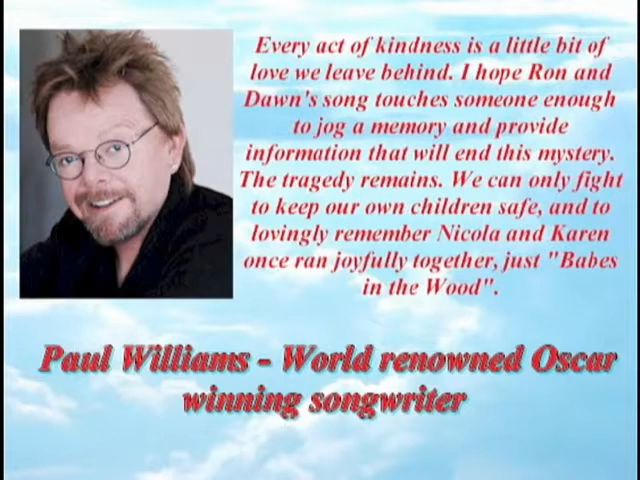 Every act of kindness is a little bit of
love we leave behind. I hope Ron and
Dawn's song touches someone enough
to jog a memory and provide
information that will end this mystery.
The tragedy remains. We can only fight
to keep our own children safe, and to
lovingly remember Nicola and Karen
once ran joyfully together, just "Babes
in the Wood".
Paul Williams - World renowned Oscar
winning songwriter